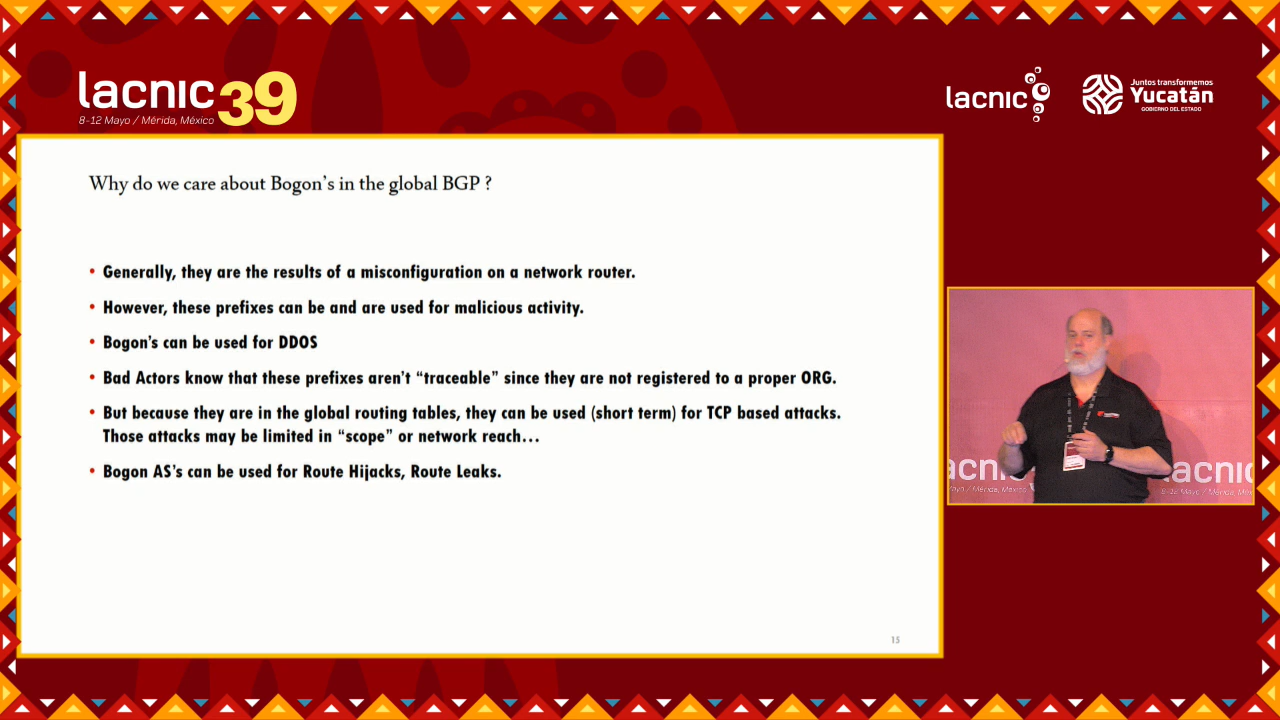 lacnic 39
8-12 Mayo / Mérida, México
lacnic
Juntos transformemos
Yucatán
GOBIERNO DEL ESTADO
Why do we care about Bogon's in the global BGP ?
• Generally, they are the results of a misconfiguration on a network router.
• However, these prefixes can be and are used for malicious activity.
• Bogon's can be used for DDOS
• Bad Actors know that these prefixes aren't “traceable” since they are not registered to a proper ORG.
• But because they are in the global routing tables, they can be used (short term) for TCP based attacks.
Those attacks may be limited in “scope” or network reach…
• Bogon AS's can be used for Route Hijacks, Route Leaks.
15
acnic
acnic